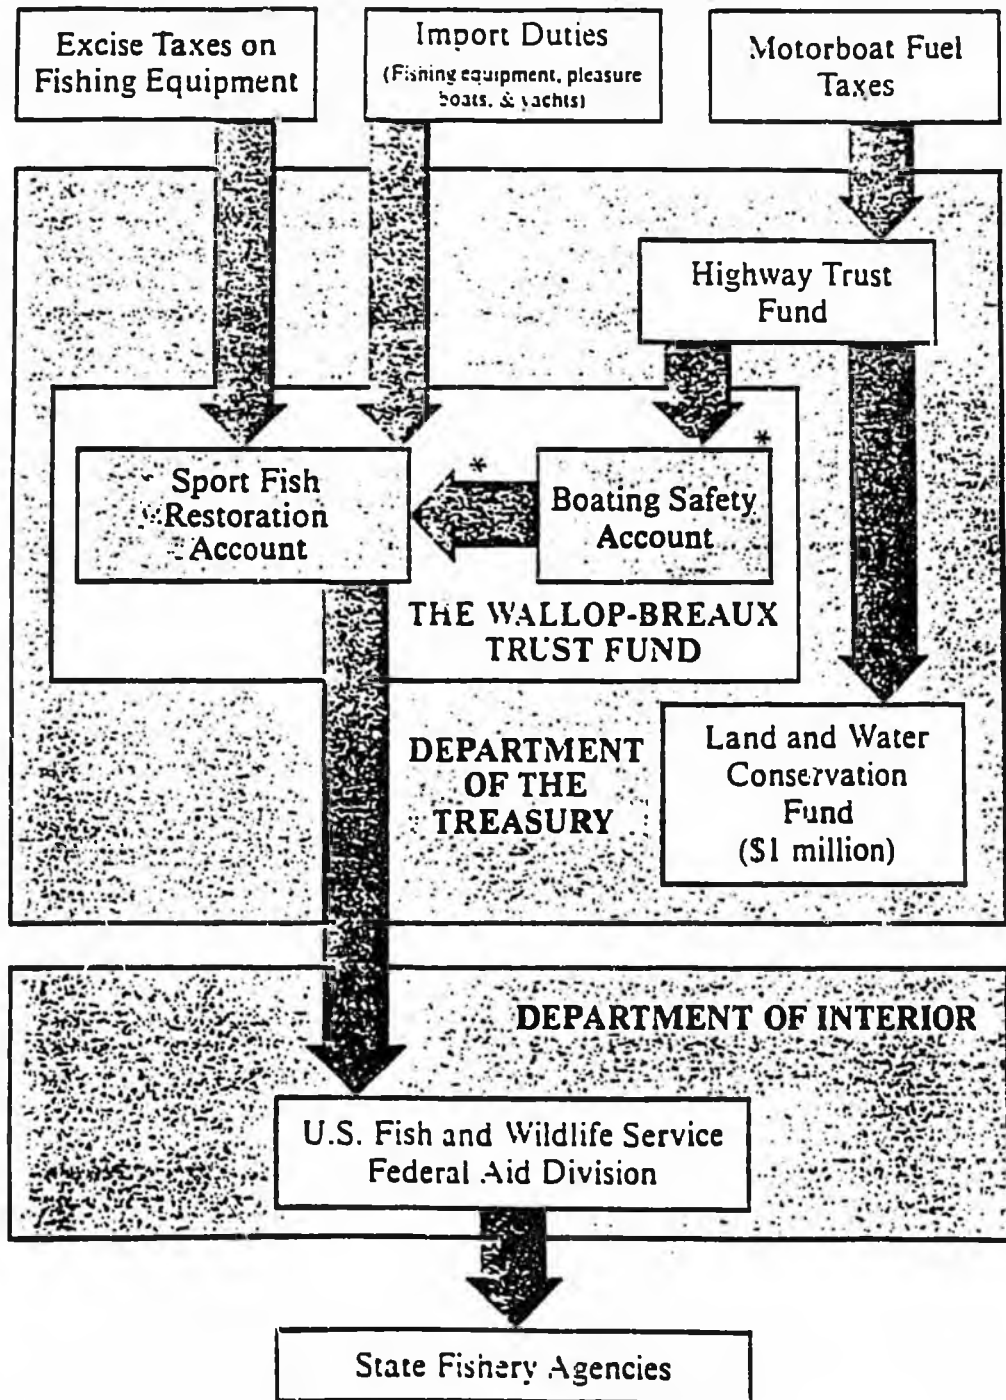 Excise Taxes on
Fishing Equipment
Import Duties
(Fishing equipment, pleasure
boats, & yachts)
Motorboat Fuel
Taxes
Highway Trust
Fund
Sport Fish
Restoration
Account
*
Boating Safety
Account
*
THE WALLOP-BREAUX
TRUST FUND
DEPARTMENT
OF THE
TREASURY
Land and Water
Conservation
Fund
($1 million)
DEPARTMENT OF INTERIOR
U.S. Fish and Wildlife Service
Federal Aid Division
State Fishery Agencies